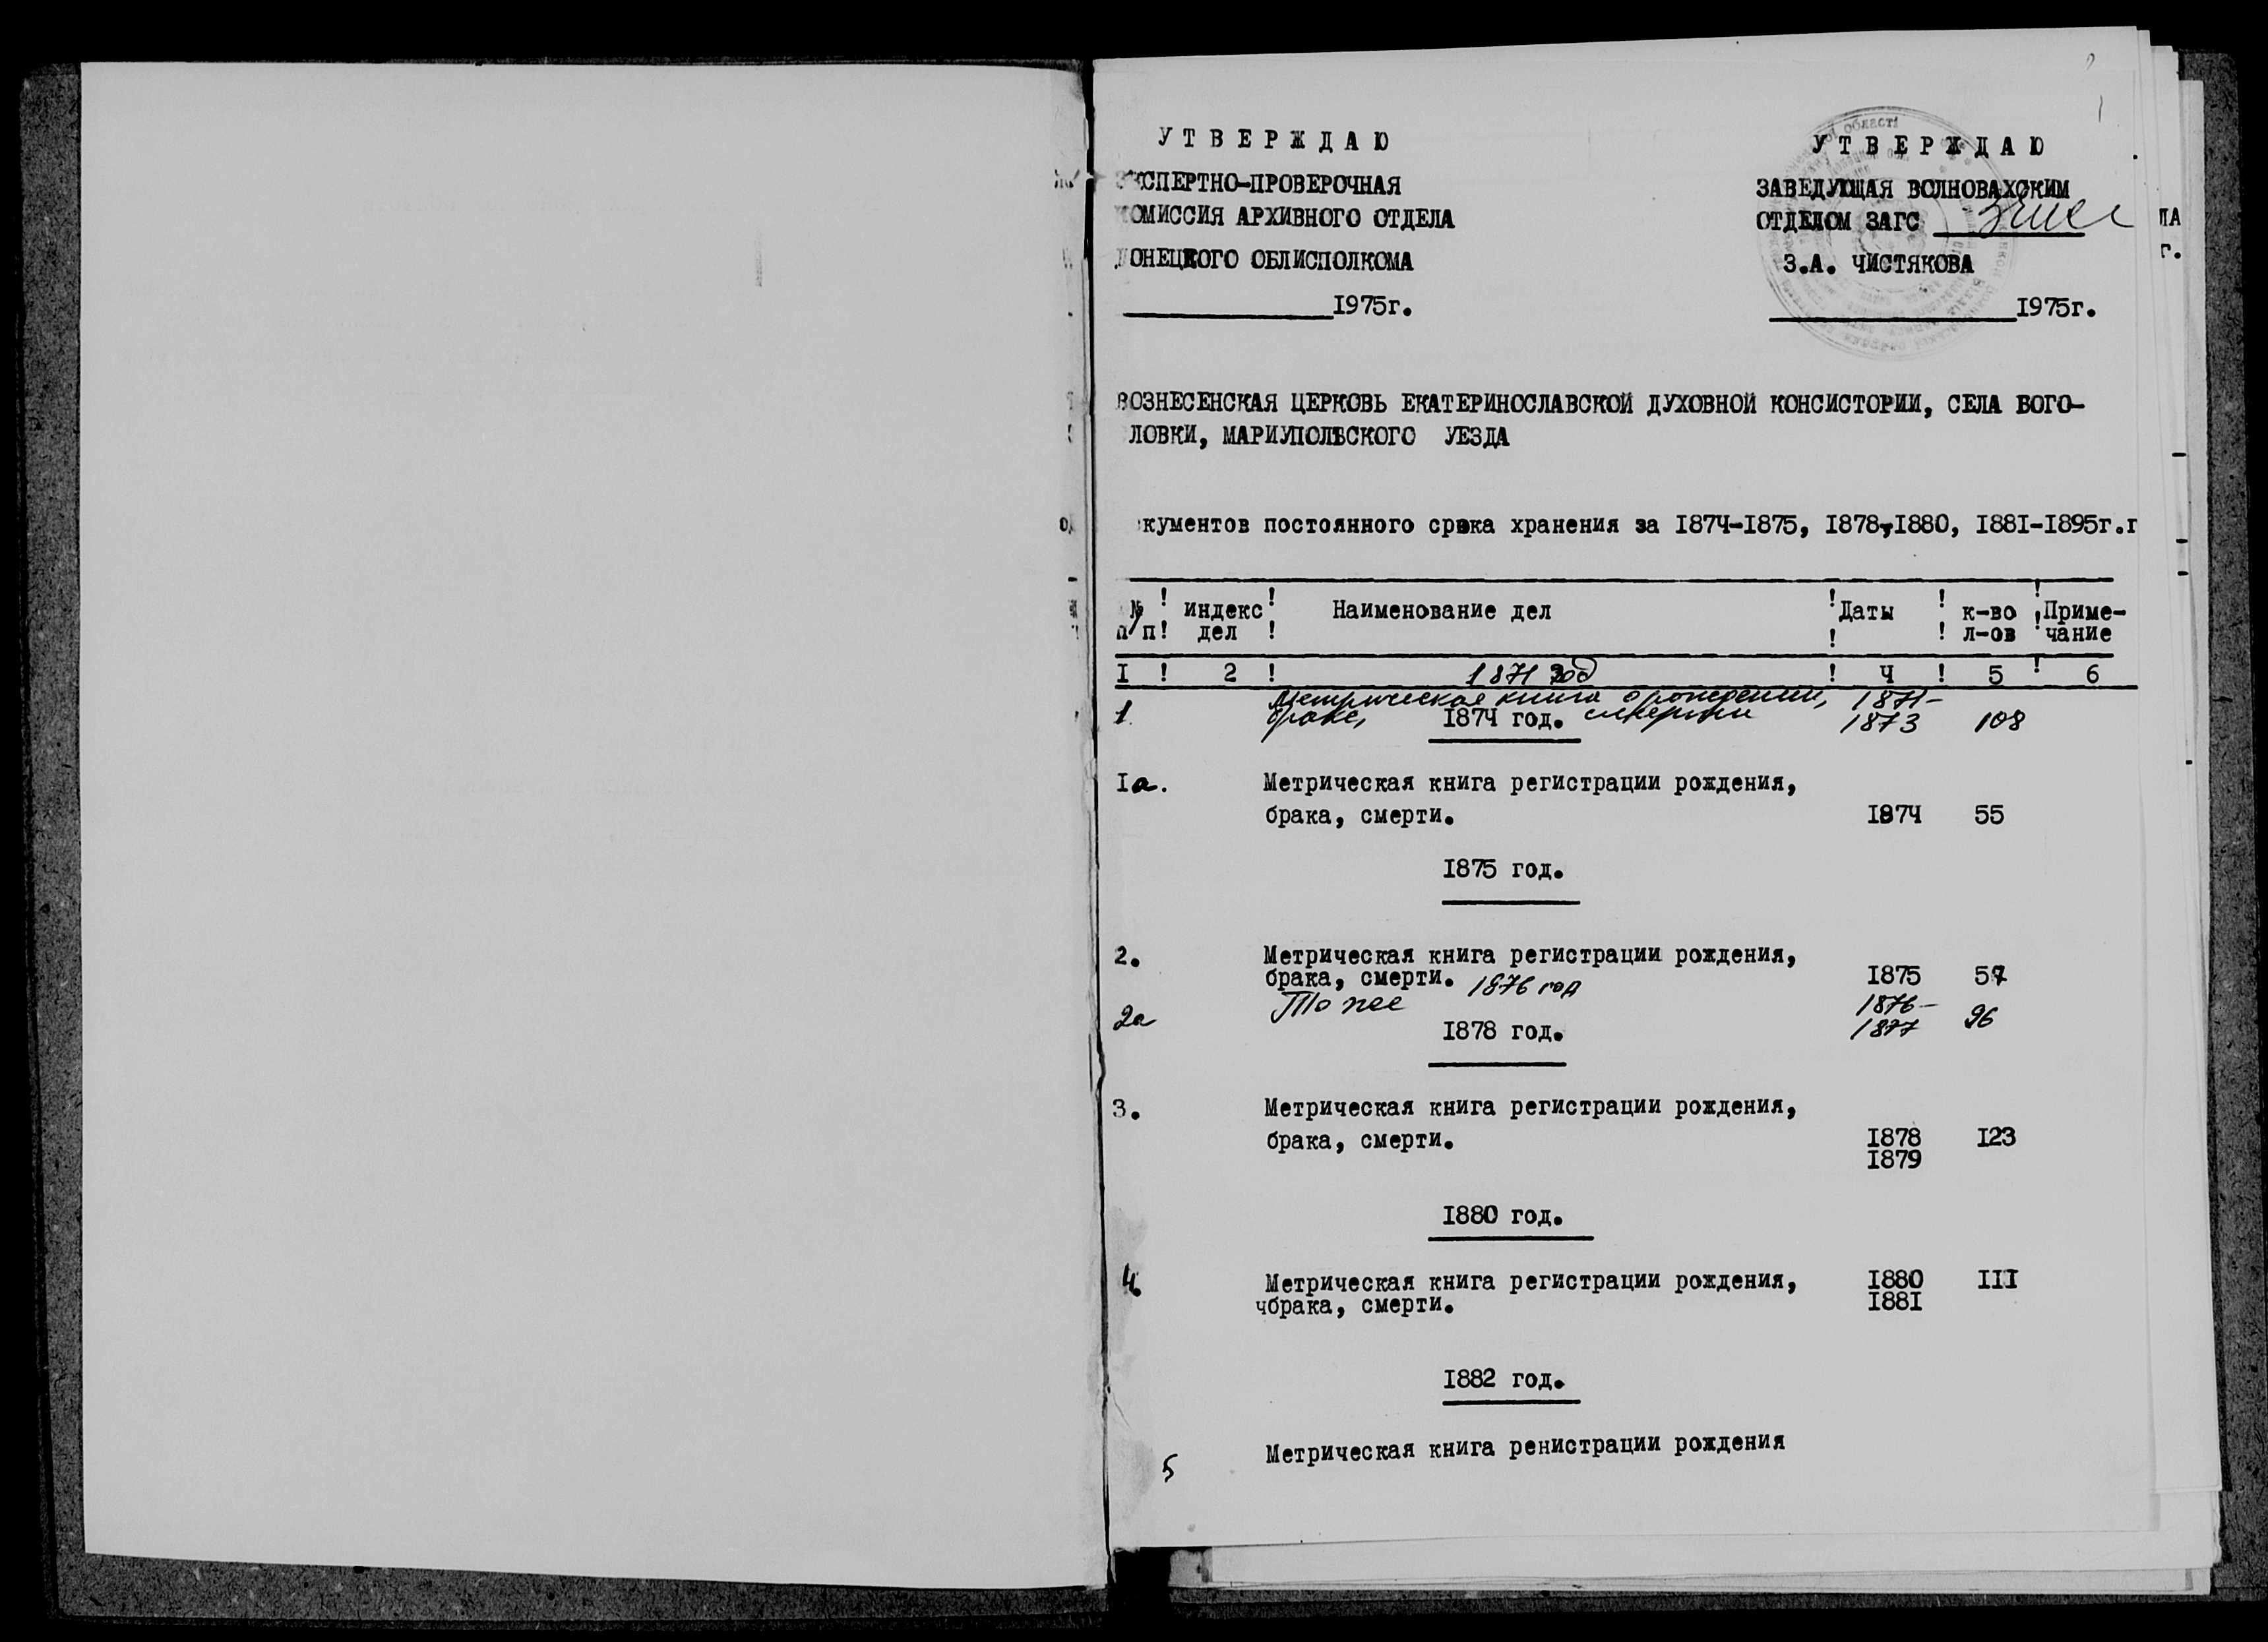 УТВЕРЖДАЮ
ЭКСПЕРТНО-ПРОВЕРОЧНАЯ
КОМИССИЯ АРХИВНОГО ОТДЕЛА
ДОНЕЦКОГО ОБЛИСПОЛКОМА
1975г.
УТВЕРЖДАЮ
ЗАВЕДУЮЩАЯ ВОЛНОВАХСКИМ
ОТДЕЛОМ ЗАГС
З.А. ЧИСТЯКОВА
1975г.
области
ЛА
г.
ВОЗНЕСЕНСКАЯ ЦЕРКОВЬ ЕКАТЕРИНОСЛАВСКОЙ ДУХОВНОЙ КОНСИСТОРИИ, СЕЛА БОГО-
ЛОВКИ, МАРИУПОЛЬСКОГО УЕЗДА
кументов постоянного срока хранения за 1874-1875, 1878,1880, 1881-1895г.г
№ п/п ! индекс дел ! Наименование дел ! Даты ! к-во л-ов ! Приме-чание
1 ! 2 ! 1871 год ! 4 ! 5 ! 6
1. Метрическая книга о рождении, 1871-
браке, смерти 1873 108
1874 год.
1а. Метрическая книга регистрации рождения,
брака, смерти. 1874 55
1875 год.
2. Метрическая книга регистрации рождения,
брака, смерти. 1875 57
1876 год
2а То же 1876-
1877 96
1878 год.
3. Метрическая книга регистрации рождения,
брака, смерти. 1878 123
1879
1880 год.
4. Метрическая книга регистрации рождения, 1880 111
чбрака, смерти. 1881
1882 год.
5 Метрическая книга ренистрации рождения